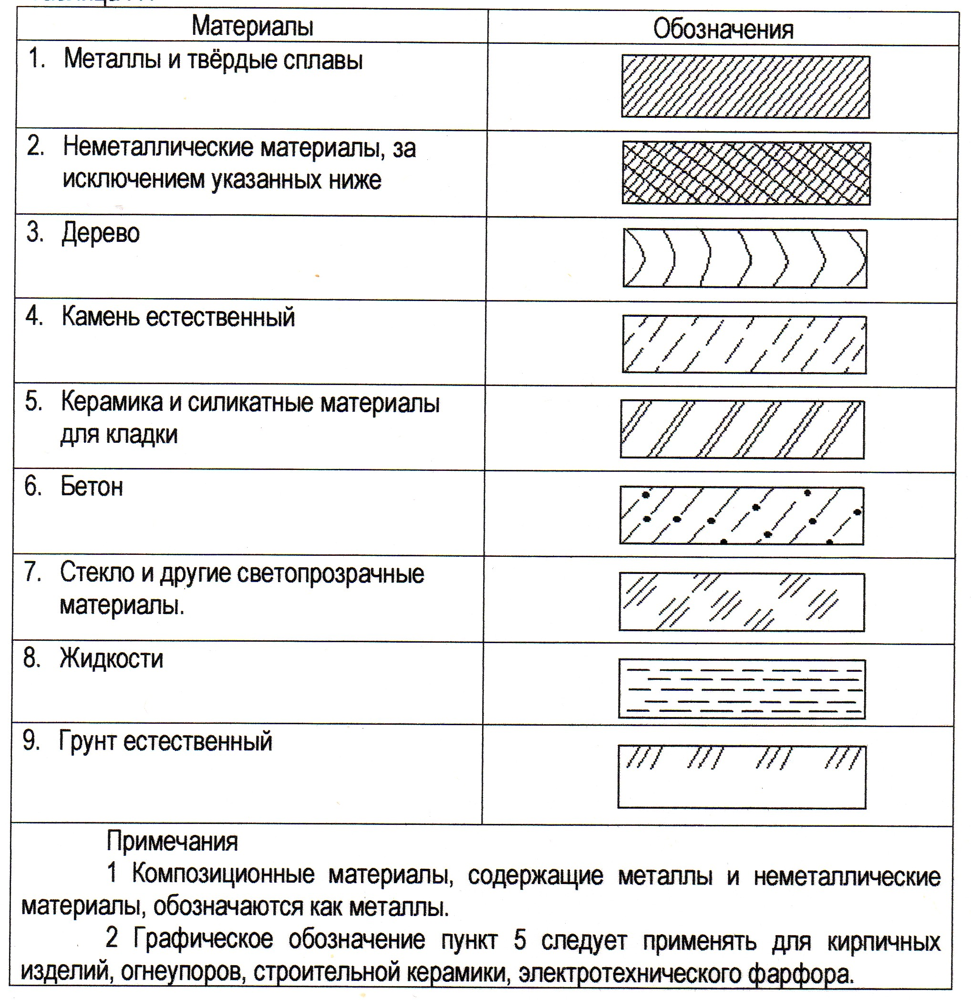 Материалы
Обозначения
1. Металлы и твёрдые сплавы
2. Неметаллические материалы, за
исключением указанных ниже
3. Дерево
4. Камень естественный
5. Керамика и силикатные материалы
для кладки
6. Бетон
7. Стекло и другие светопрозрачные
материалы.
8. Жидкости
9. Грунт естественный
Примечания
1 Композиционные материалы, содержащие металлы и неметаллические
материалы, обозначаются как металлы.
2 Графическое обозначение пункт 5 следует применять для кирпичных
изделий, огнеупоров, строительной керамики, электротехнического фарфора.